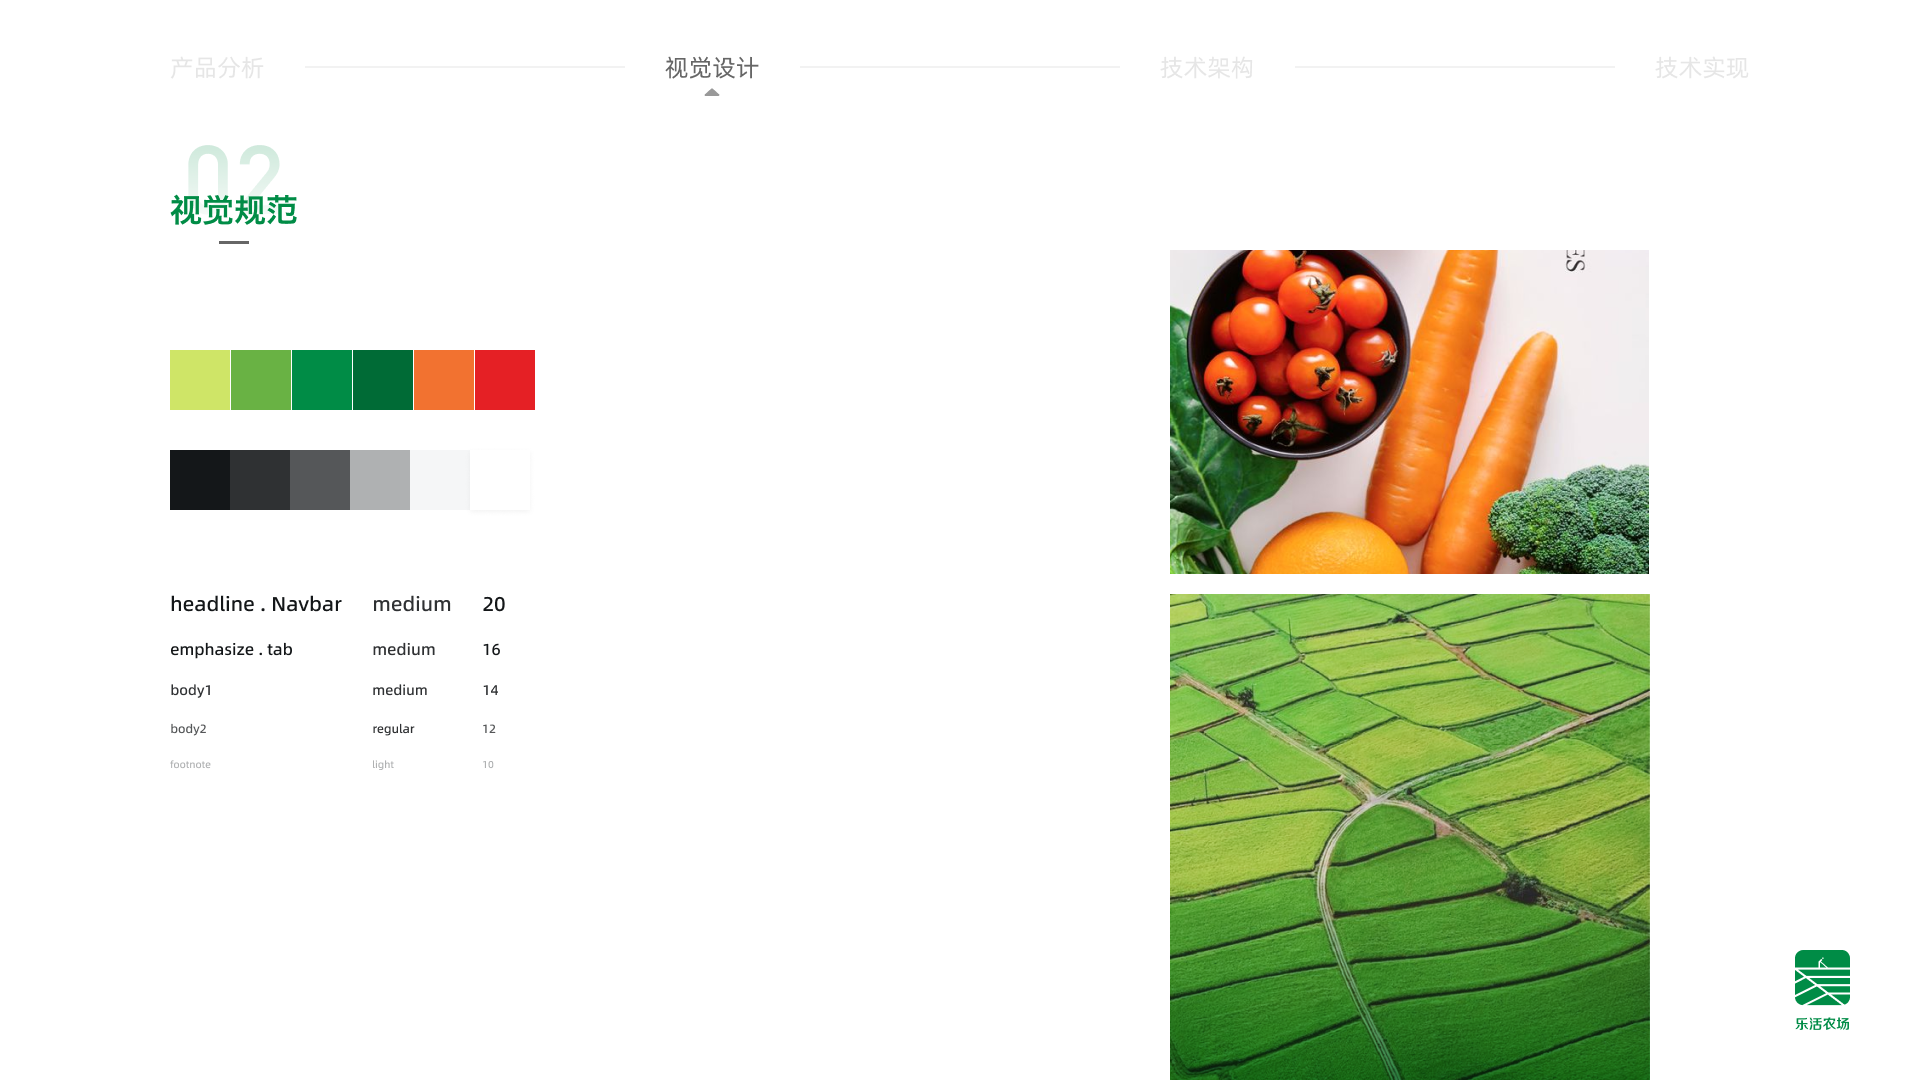 产品分析 视觉设计 技术架构 技术实现
02
视觉规范
ES
headline . Navbar medium 20
emphasize . tab medium 16
body1 medium 14
body2 regular 12
footnote light 10
乐活农场